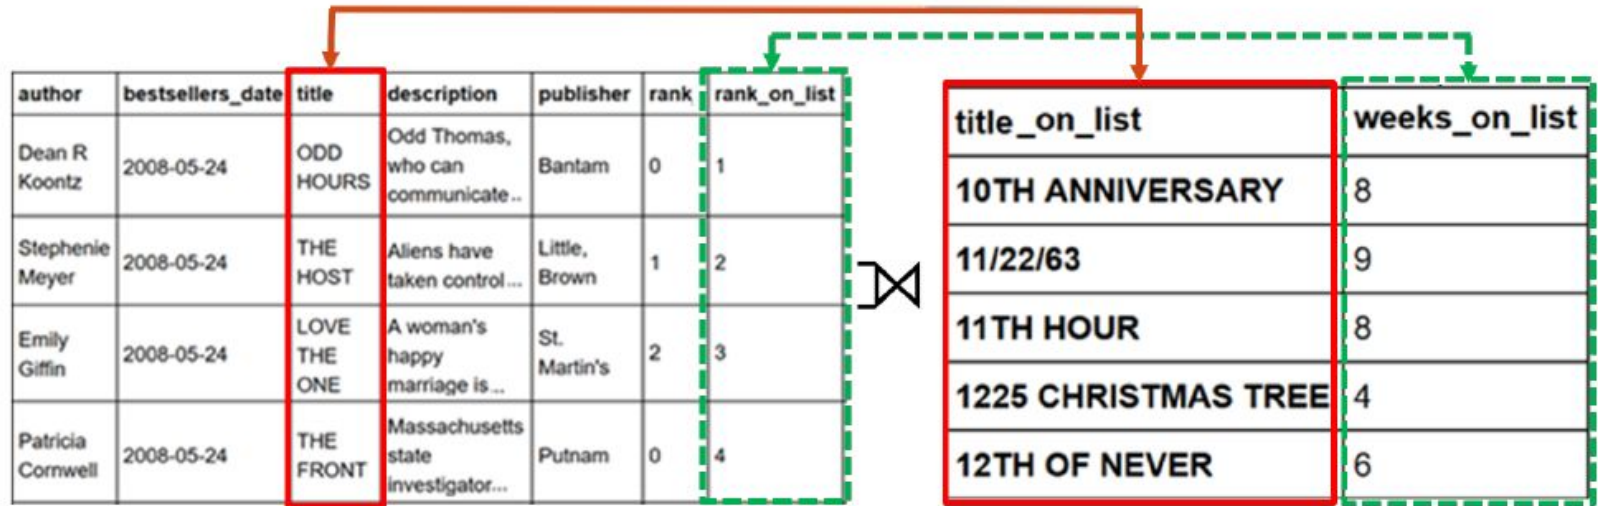 author bestsellers_date title description publisher rank rank_on_list
Dean R
Koontz
2008-05-24
ODD
HOURS
Odd Thomas,
who can
communicate..
Bantam
0
1
Stephenie
Meyer
2008-05-24
THE
HOST
Aliens have
taken control...
Little,
Brown
1
2
Emily
Giffin
2008-05-24
LOVE
THE
ONE
A woman's
happy
marriage is...
St.
Martin's
2
3
Patricia
Cornwell
2008-05-24
THE
FRONT
Massachusetts
state
investigator...
Putnam
0
4
title_on_list weeks_on_list
10TH ANNIVERSARY 8
11/22/63 9
11TH HOUR 8
1225 CHRISTMAS TREE 4
12TH OF NEVER 6